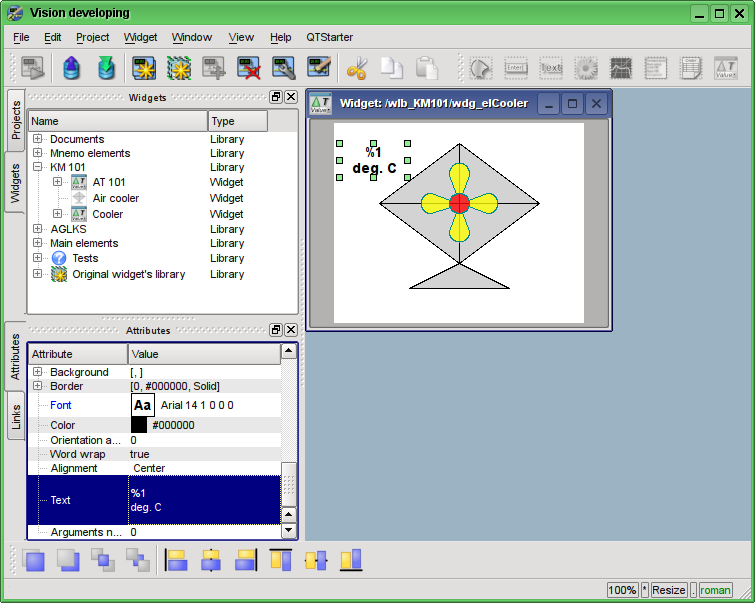 Vision developing
File Edit Project Widget Window View Help QTStarter
Enter
Text
ΔT
Value1
Projects
Widgets
Widgets
Name Type
Documents Library
Mnemo elements Library
KM 101 Library
AT 101 Widget
Air cooler Widget
Cooler Widget
AGLKS Library
Main elements Library
Tests Library
Original widget's library Library
Widget: /wlb_KM101/wdg_elCooler
%1
deg. C
Attributes
Links
Attributes
Attribute Value
Background [, ]
Border [0, #000000, Solid]
Font Aa Arial 14 1 0 0 0
Color #000000
Orientation a... 0
Word wrap true
Alignment Center
Text %1
deg. C
Arguments n... 0
100% * Resize . roman